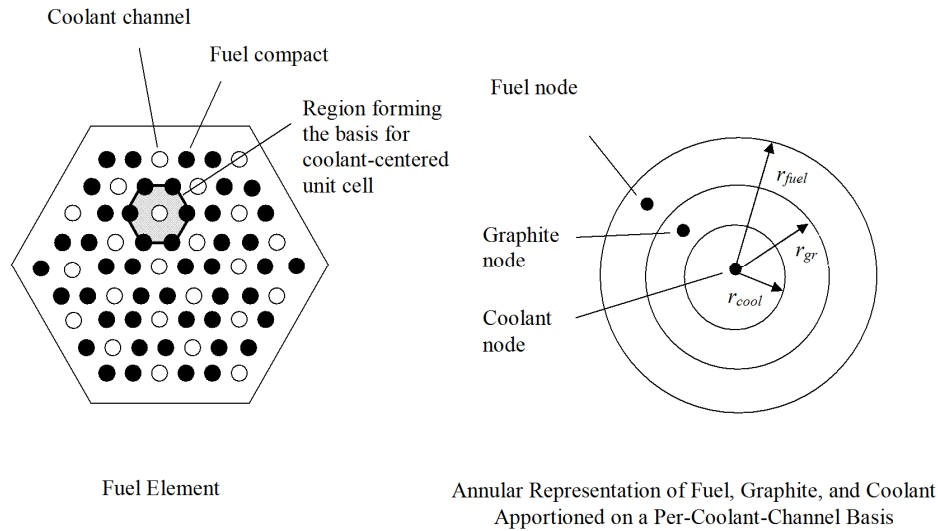 Coolant channel
Fuel compact
Region forming
the basis for
coolant-centered
unit cell
Fuel Element
Fuel node
Graphite
node
Coolant
node
r_fuel
r_gr
r_cool
Annular Representation of Fuel, Graphite, and Coolant
Apportioned on a Per-Coolant-Channel Basis